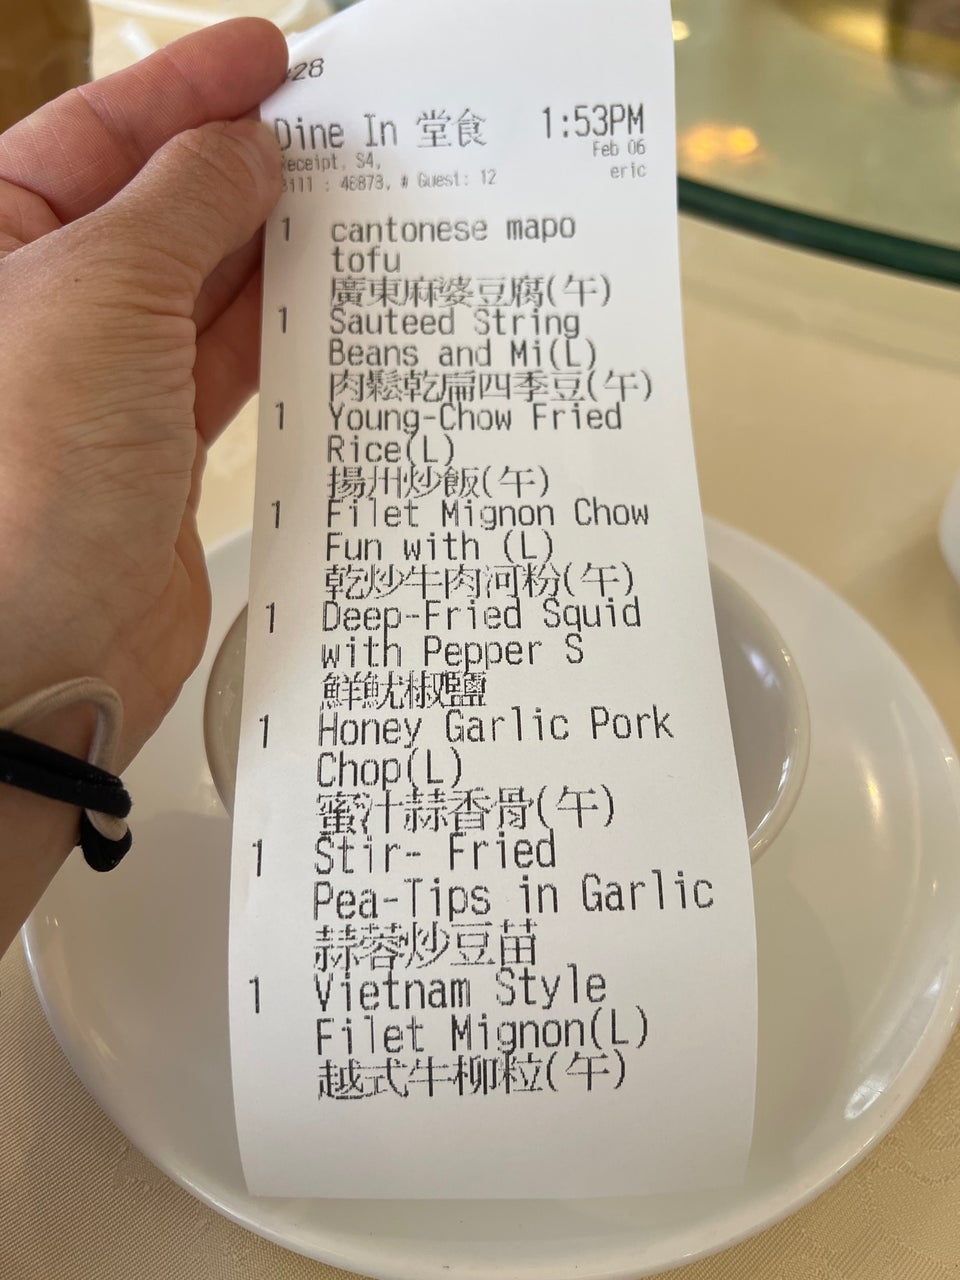 28
Dine In 堂食 1:53PM
Receipt, S4, Feb 06
Bill : 46873, # Guest: 12 eric
1 cantonese mapo
tofu
廣東麻婆豆腐(午)
1 Sauteed String
Beans and Mi(L)
肉鬆乾扁四季豆(午)
1 Young-Chow Fried
Rice(L)
揚州炒飯(午)
1 Filet Mignon Chow
Fun with (L)
乾炒牛肉河粉(午)
1 Deep-Fried Squid
with Pepper S
鮮魷椒鹽
1 Honey Garlic Pork
Chop(L)
蜜汁蒜香骨(午)
1 Stir- Fried
Pea-Tips in Garlic
蒜蓉炒豆苗
1 Vietnam Style
Filet Mignon(L)
越式牛柳粒(午)